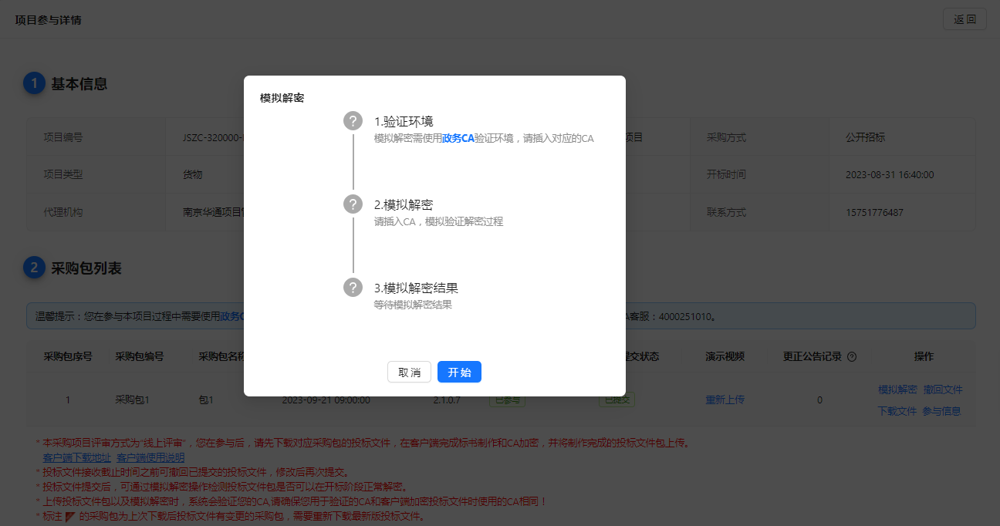 项目参与详情
返 回
1 基本信息
模拟解密
? 1.验证环境
模拟解密需使用政务CA验证环境，请插入对应的CA
项目编号 JSZC-320000- 项目 采购方式 公开招标
项目类型 货物 开标时间 2023-08-31 16:40:00
? 2.模拟解密
请插入CA，模拟验证解密过程
代理机构 南京华通项目 联系方式 15751776487
2 采购包列表
? 3.模拟解密结果
等待模拟解密结果
温馨提示：您在参与本项目过程中需要使用政务 CA客服：4000251010。
采购包序号 采购包编号 采购包名称 提交状态 演示视频 更正公告记录 ? 操作
取 消 开 始
1 采购包1 包1 2023-09-21 09:00:00 2.1.0.7 已参与 已提交 重新上传 0 模拟解密 撤回文件
下载文件 参与信息
* 本采购项目评审方式为“线上评审”，您在参与后，请先下载对应采购包的投标文件，在客户端完成标书制作和CA加密，并将制作完成的投标文件包上传。
客户端下载地址 客户端使用说明
* 投标文件接收截止时间之前可撤回已提交的投标文件，修改后再次提交。
* 投标文件提交后，可通过模拟解密操作检测投标文件包是否可以在开标阶段正常解密。
* 上传投标文件包以及模拟解密时，系统会验证您的CA,请确保您用于验证的CA和客户端加密投标文件时使用的CA相同！
* 标注 的采购包为上次下载后投标文件有变更的采购包，需要重新下载最新版投标文件。